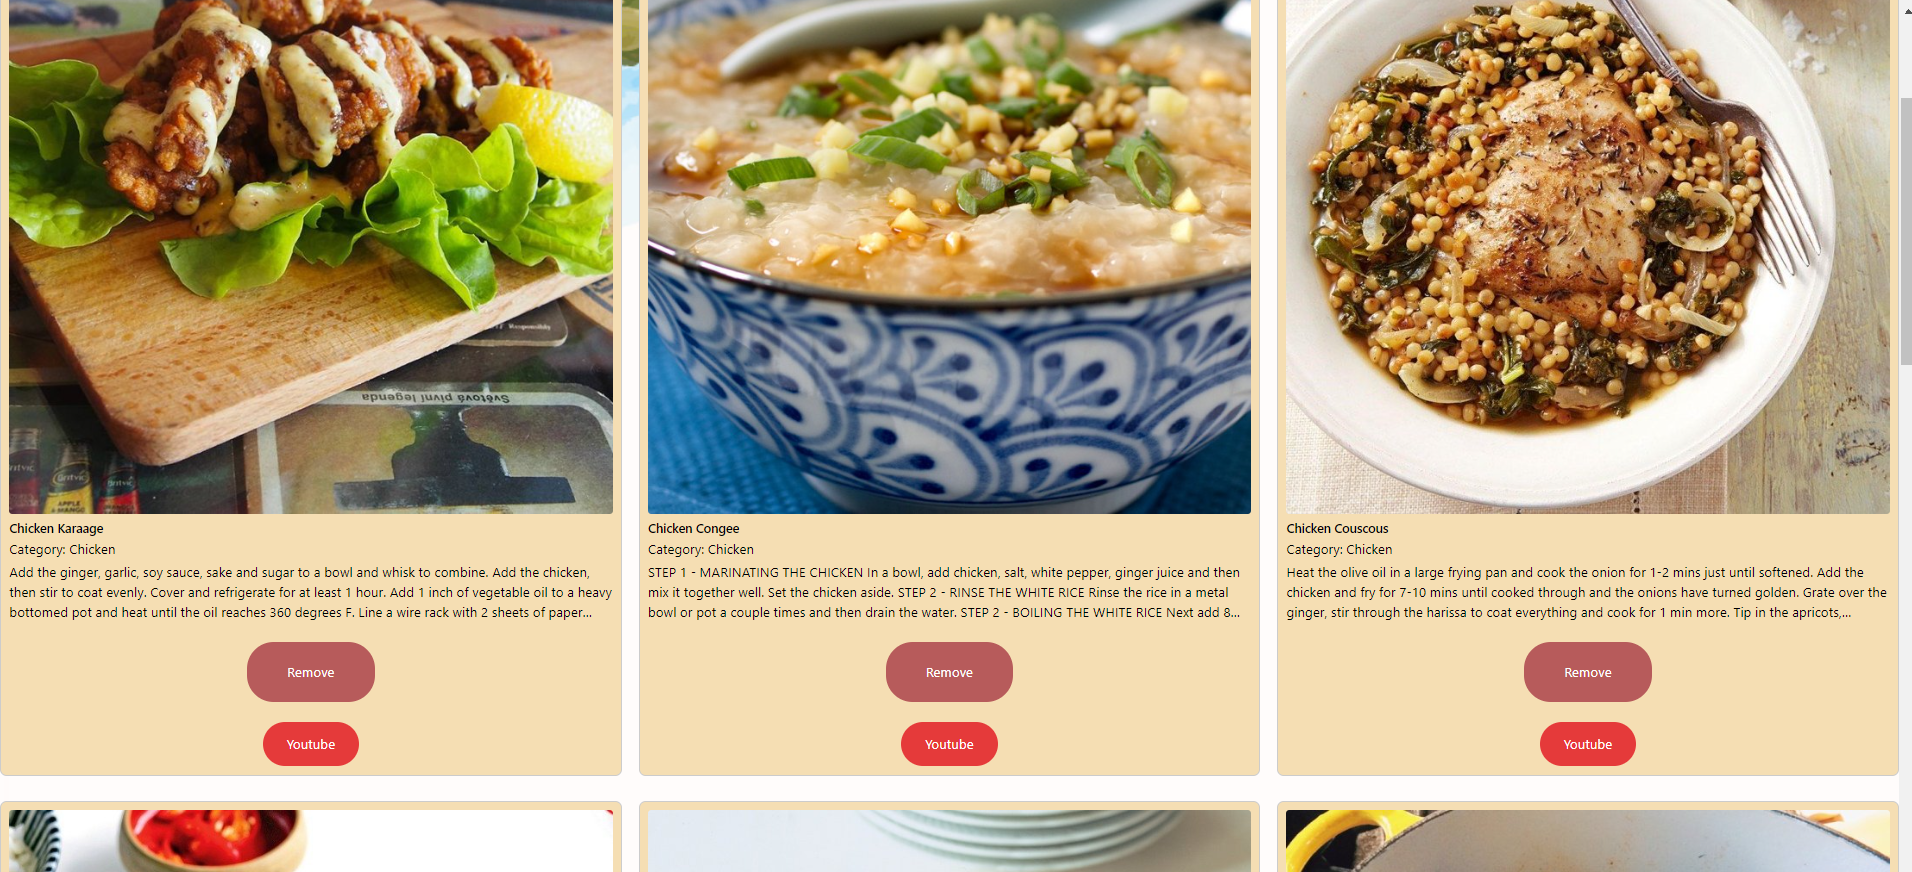 Responsibly
Světová pivní legenda
Britvic
APPLE
& MANGO
Chicken Karaage
Category: Chicken
Add the ginger, garlic, soy sauce, sake and sugar to a bowl and whisk to combine. Add the chicken,
then stir to coat evenly. Cover and refrigerate for at least 1 hour. Add 1 inch of vegetable oil to a heavy
bottomed pot and heat until the oil reaches 360 degrees F. Line a wire rack with 2 sheets of paper...
Remove
Youtube
Chicken Congee
Category: Chicken
STEP 1 - MARINATING THE CHICKEN In a bowl, add chicken, salt, white pepper, ginger juice and then
mix it together well. Set the chicken aside. STEP 2 - RINSE THE WHITE RICE Rinse the rice in a metal
bowl or pot a couple times and then drain the water. STEP 2 - BOILING THE WHITE RICE Next add 8...
Remove
Youtube
Chicken Couscous
Category: Chicken
Heat the olive oil in a large frying pan and cook the onion for 1-2 mins just until softened. Add the
chicken and fry for 7-10 mins until cooked through and the onions have turned golden. Grate over the
ginger, stir through the harissa to coat everything and cook for 1 min more. Tip in the apricots,...
Remove
Youtube